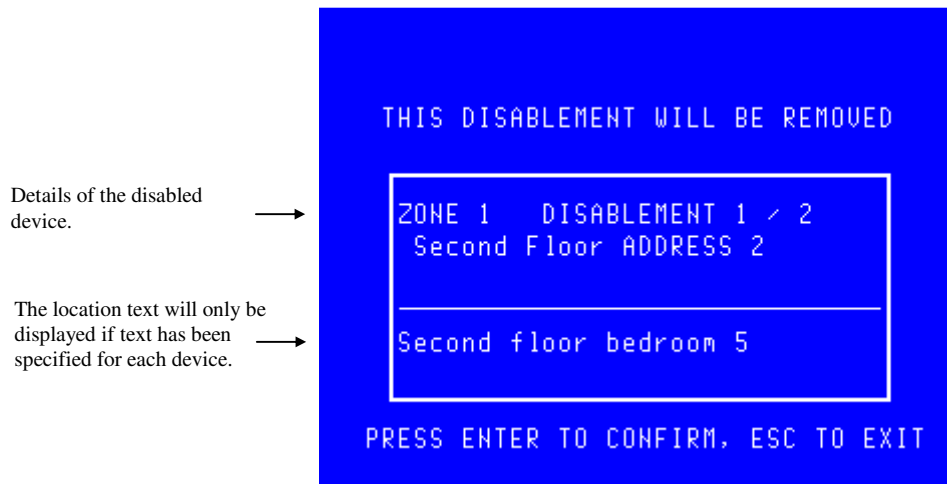 THIS DISABLEMENT WILL BE REMOVED
Details of the disabled
device.
ZONE 1 DISABLEMENT 1 / 2
Second Floor ADDRESS 2
The location text will only be
displayed if text has been
specified for each device.
Second floor bedroom 5
PRESS ENTER TO CONFIRM, ESC TO EXIT